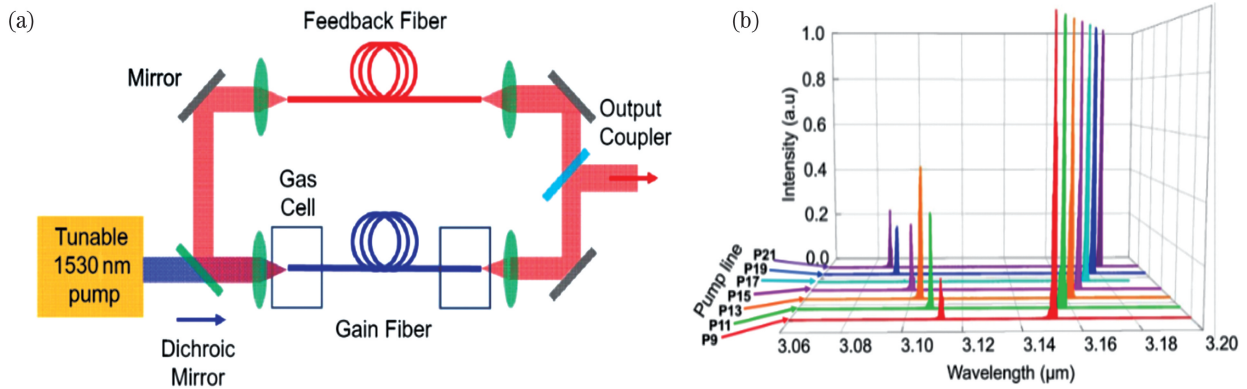 (a)
Feedback Fiber
Mirror
Output
Coupler
Gas
Cell
Tunable
1530 nm
pump
Gain Fiber
Dichroic
Mirror
(b)
Intensity (a.u)
1.0
0.8
0.6
0.4
0.2
0.0
Pump line
P21
P19
P17
P15
P13
P11
P9
3.06
3.08
3.10
3.12
3.14
3.16
3.18
3.20
Wavelength (µm)